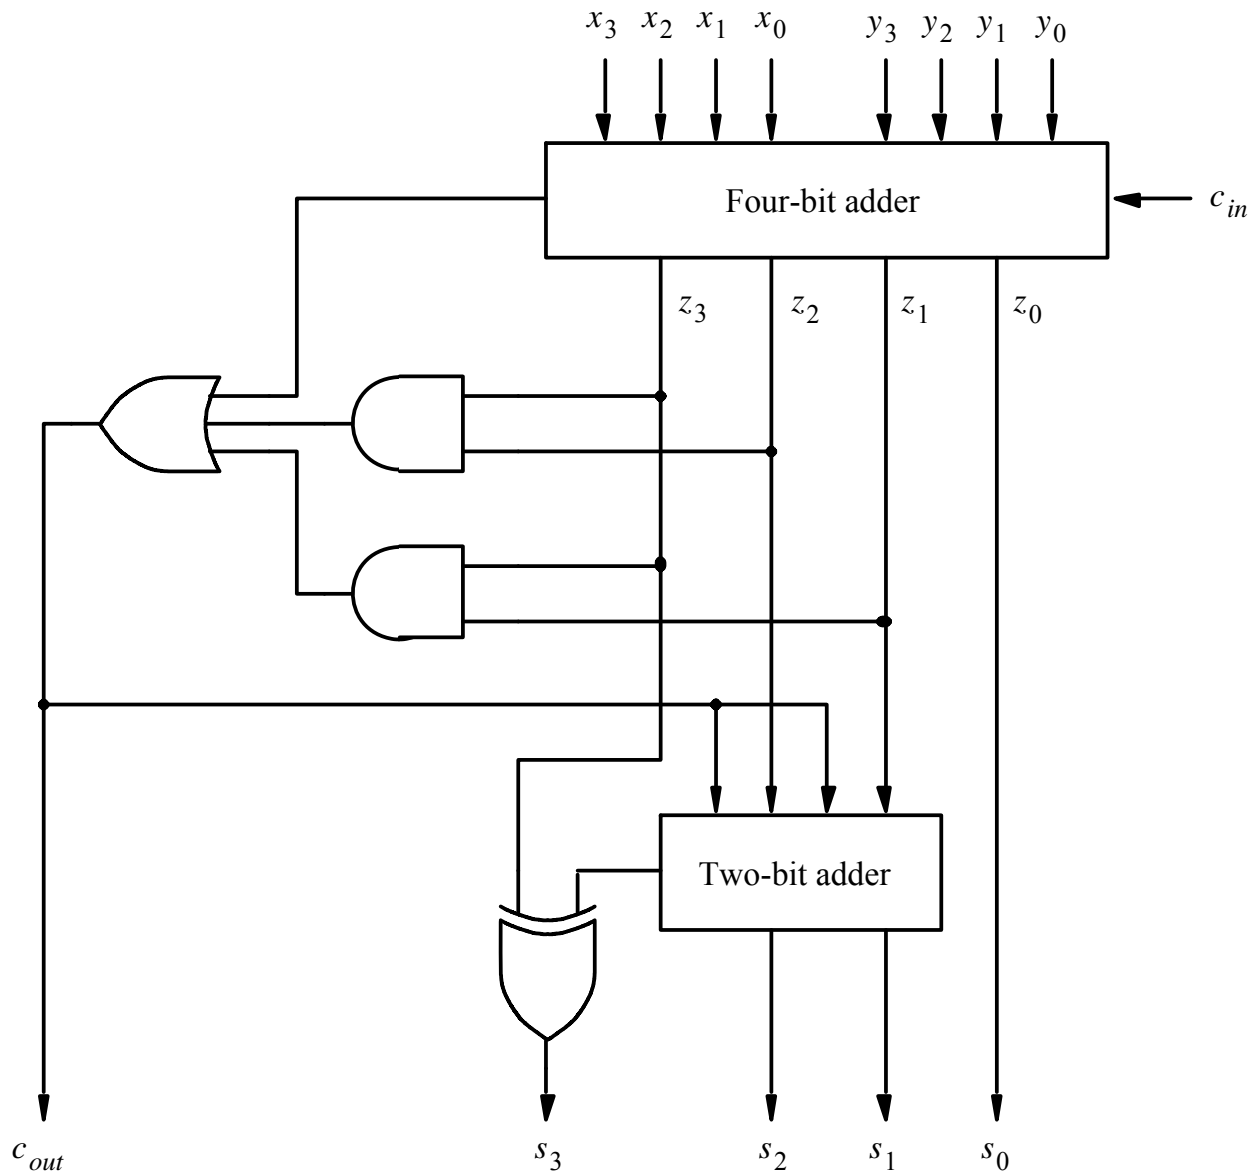 x3 x2 x1 x0 y3 y2 y1 y0
Four-bit adder
cin
z3 z2 z1 z0
Two-bit adder
cout s3 s2 s1 s0